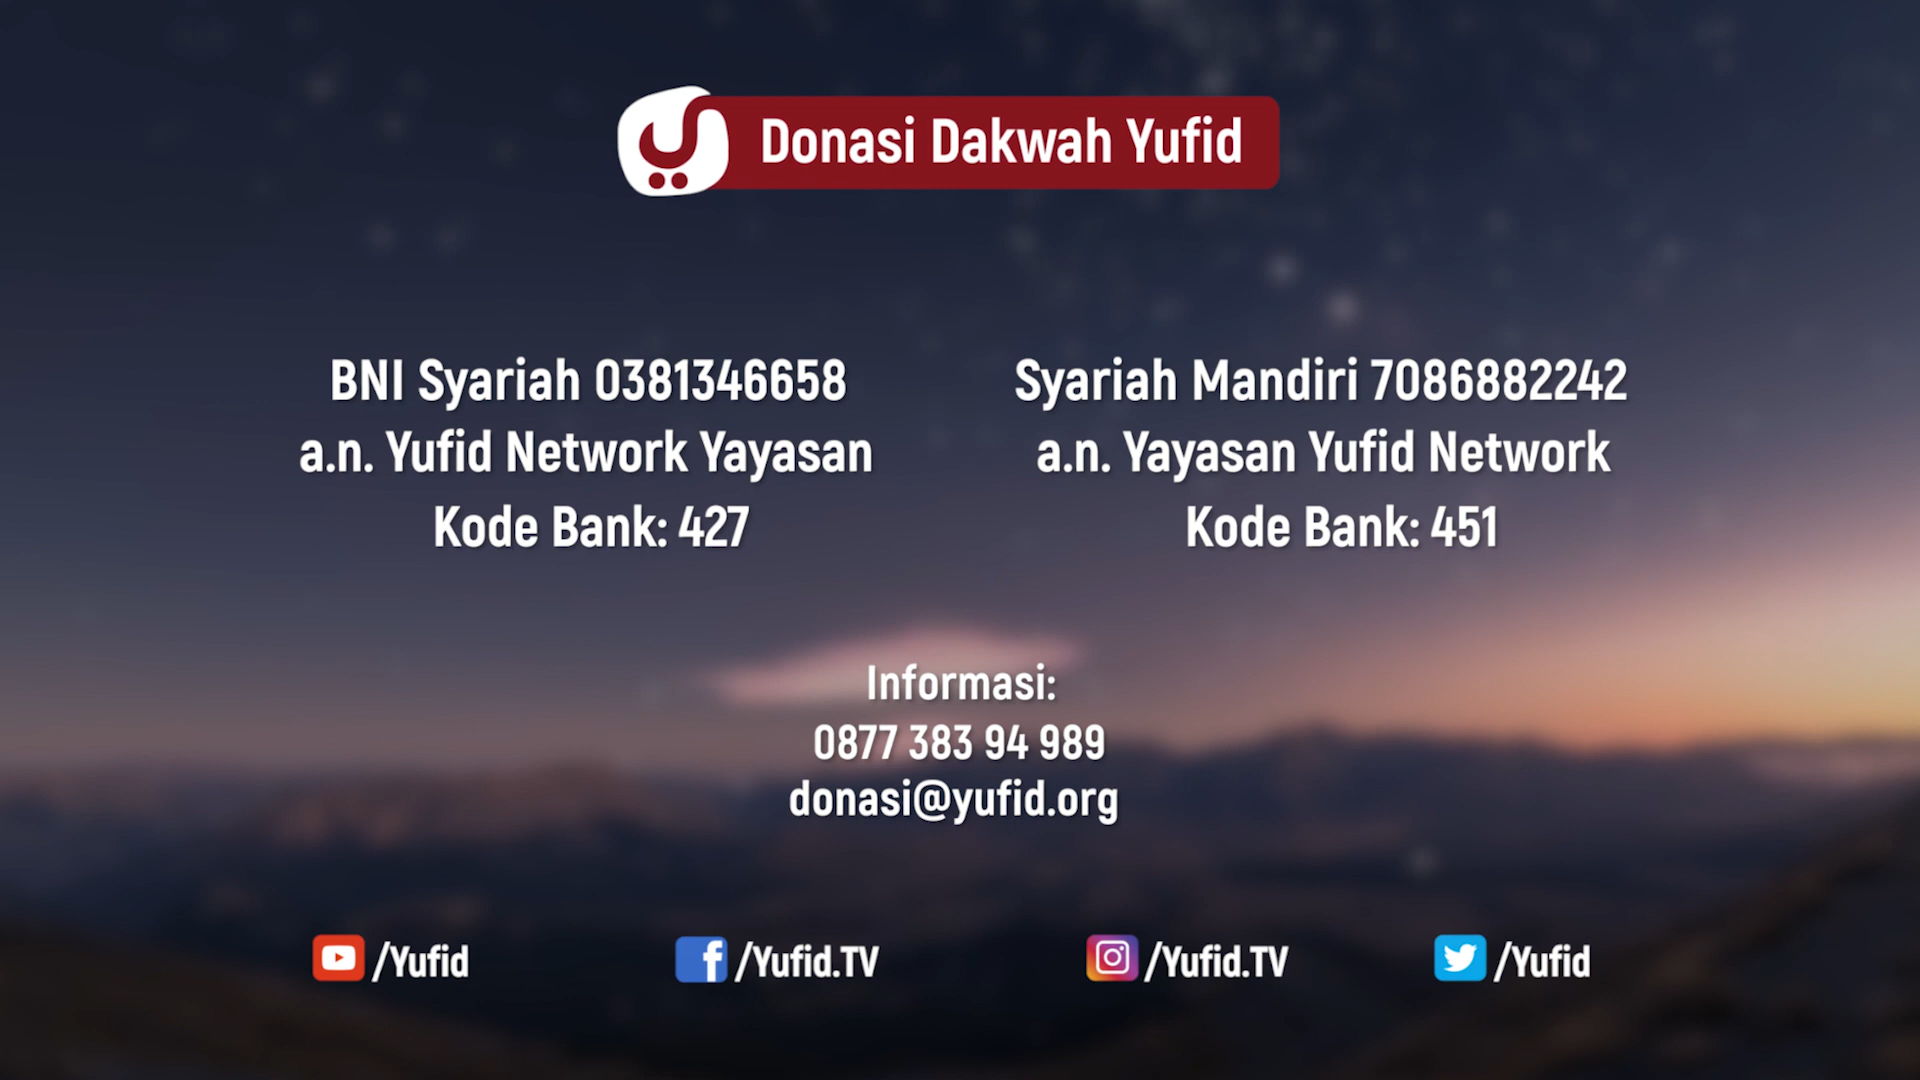 Donasi Dakwah Yufid
BNI Syariah 0381346658
a.n. Yufid Network Yayasan
Kode Bank: 427
Syariah Mandiri 7086882242
a.n. Yayasan Yufid Network
Kode Bank: 451
Informasi:
0877 383 94 989
donasi@yufid.org
/Yufid
/Yufid.TV
/Yufid.TV
/Yufid